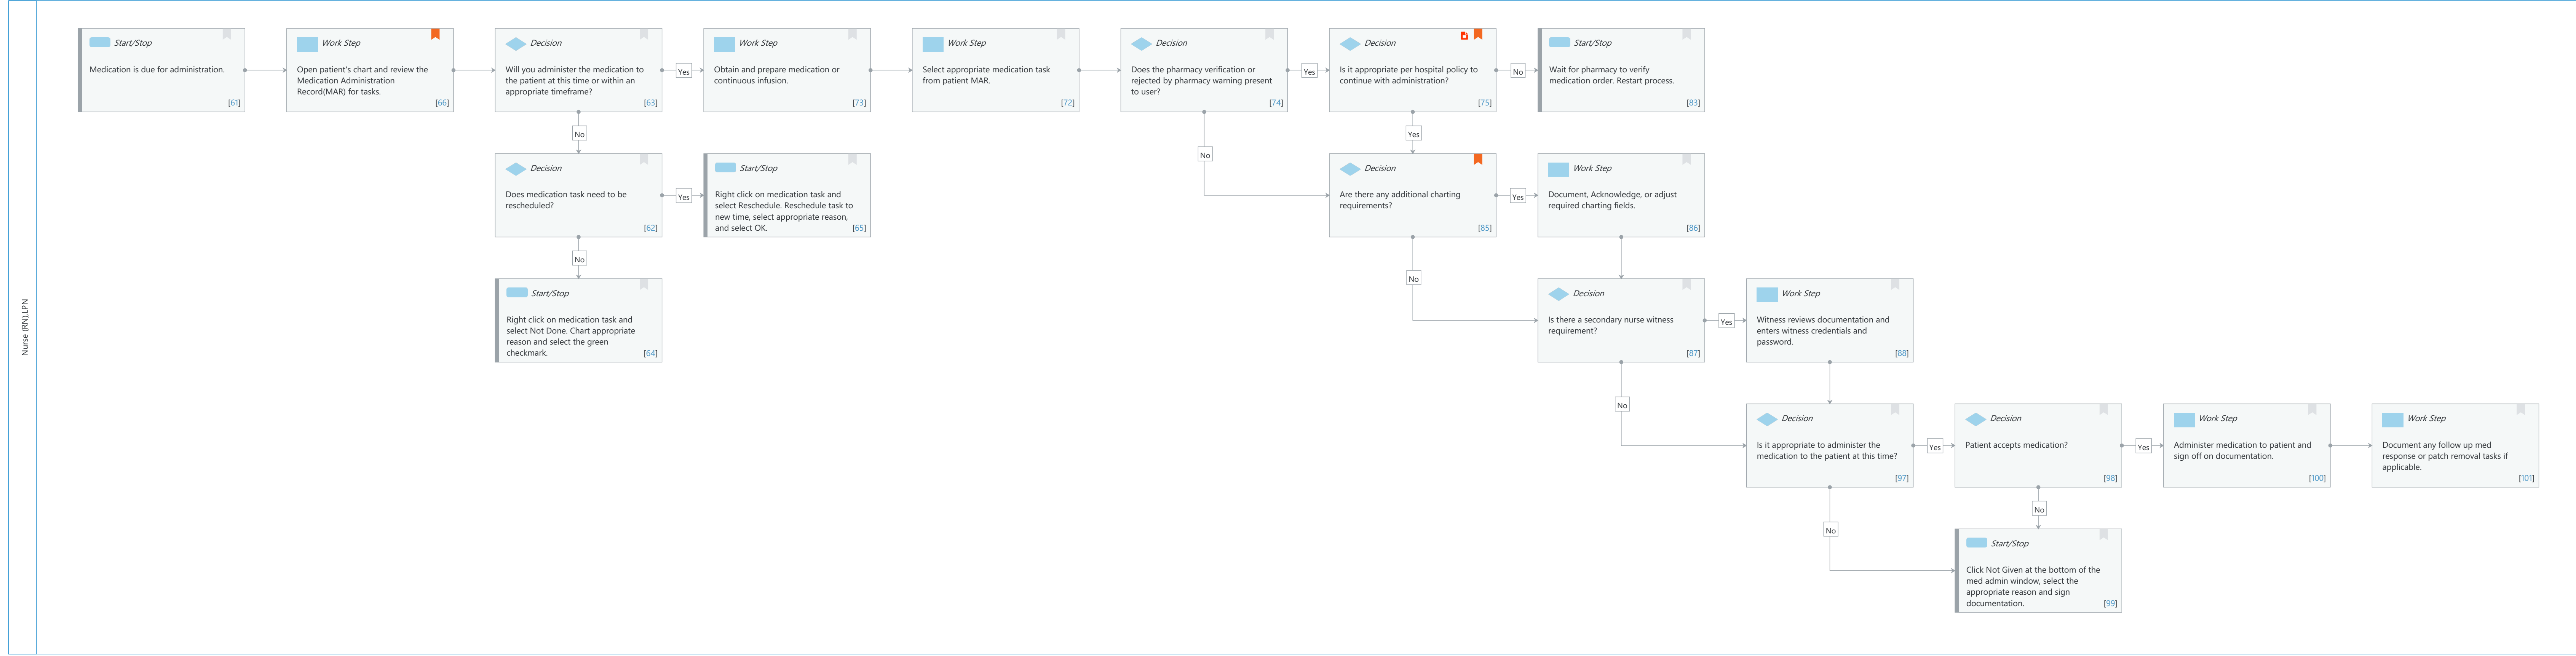 Nurse (RN),LPN
Start/Stop
Medication is due for administration.
[61]
Work Step
Open patient's chart and review the
Medication Administration
Record(MAR) for tasks.
[66]
Decision
Will you administer the medication to
the patient at this time or within an
appropriate timeframe?
[63]
Yes
Work Step
Obtain and prepare medication or
continuous infusion.
[73]
Work Step
Select appropriate medication task
from patient MAR.
[72]
Decision
Does the pharmacy verification or
rejected by pharmacy warning present
to user?
[74]
Yes
Decision
Is it appropriate per hospital policy to
continue with administration?
[75]
No
Start/Stop
Wait for pharmacy to verify
medication order. Restart process.
[83]
No
No
Yes
Decision
Does medication task need to be
rescheduled?
[62]
Yes
Start/Stop
Right click on medication task and
select Reschedule. Reschedule task to
new time, select appropriate reason,
and select OK.
[65]
Decision
Are there any additional charting
requirements?
[85]
Yes
Work Step
Document, Acknowledge, or adjust
required charting fields.
[86]
No
No
Start/Stop
Right click on medication task and
select Not Done. Chart appropriate
reason and select the green
checkmark.
[64]
Decision
Is there a secondary nurse witness
requirement?
[87]
Yes
Work Step
Witness reviews documentation and
enters witness credentials and
password.
[88]
No
Decision
Is it appropriate to administer the
medication to the patient at this time?
[97]
Yes
Decision
Patient accepts medication?
[98]
Yes
Work Step
Administer medication to patient and
sign off on documentation.
[100]
Work Step
Document any follow up med
response or patch removal tasks if
applicable.
[101]
No
No
Start/Stop
Click Not Given at the bottom of the
med admin window, select the
appropriate reason and sign
documentation.
[99]